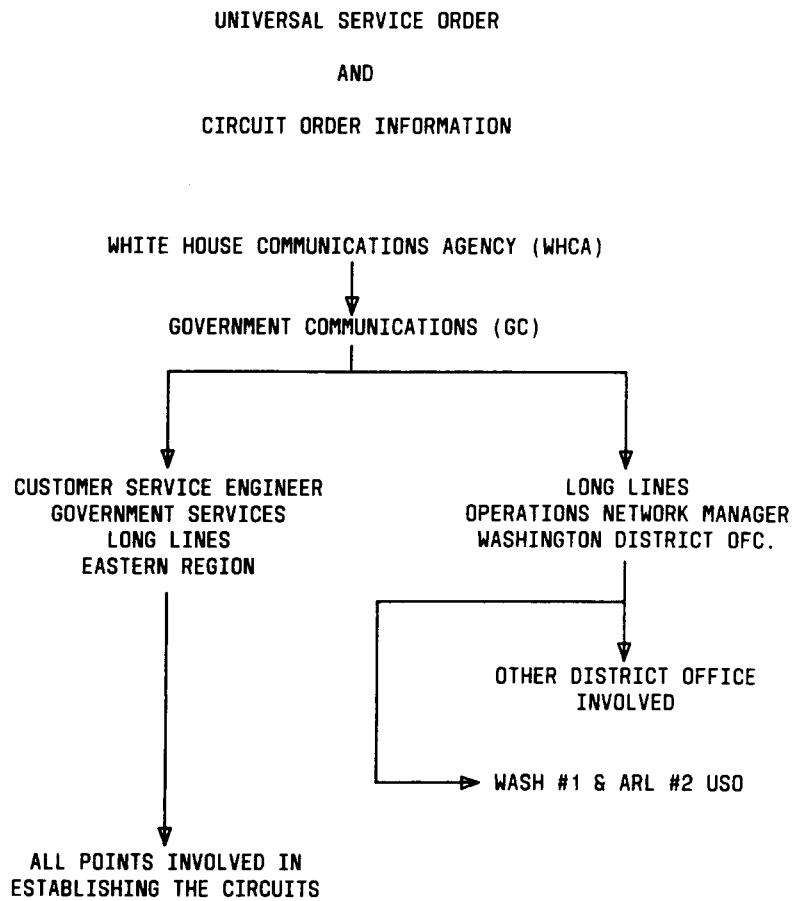 UNIVERSAL SERVICE ORDER
AND
CIRCUIT ORDER INFORMATION
WHITE HOUSE COMMUNICATIONS AGENCY (WHCA)
GOVERNMENT COMMUNICATIONS (GC)
CUSTOMER SERVICE ENGINEER
GOVERNMENT SERVICES
LONG LINES
EASTERN REGION
LONG LINES
OPERATIONS NETWORK MANAGER
WASHINGTON DISTRICT OFC.
OTHER DISTRICT OFFICE
INVOLVED
WASH #1 & ARL #2 USO
ALL POINTS INVOLVED IN
ESTABLISHING THE CIRCUITS